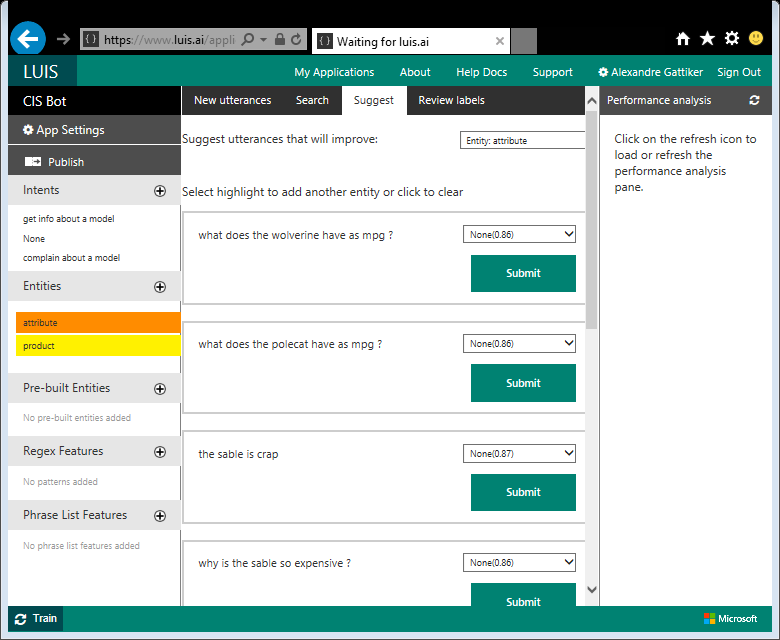 https://www.luis.ai/appli
Waiting for luis.ai
LUIS
My Applications
About
Help Docs
Support
Alexandre Gattiker
Sign Out
CIS Bot
New utterances
Search
Suggest
Review labels
Performance analysis
App Settings
Publish
Intents
get info about a model
None
complain about a model
Entities
attribute
product
Pre-built Entities
No pre-built entities added
Regex Features
No patterns added
Phrase List Features
No phrase list features added
Suggest utterances that will improve:
Entity: attribute
Select highlight to add another entity or click to clear
what does the wolverine have as mpg ?
None(0.86)
Submit
what does the polecat have as mpg ?
None(0.86)
Submit
the sable is crap
None(0.87)
Submit
why is the sable so expensive ?
None(0.86)
Submit
Click on the refresh icon to
load or refresh the
performance analysis
pane.
Train
Microsoft